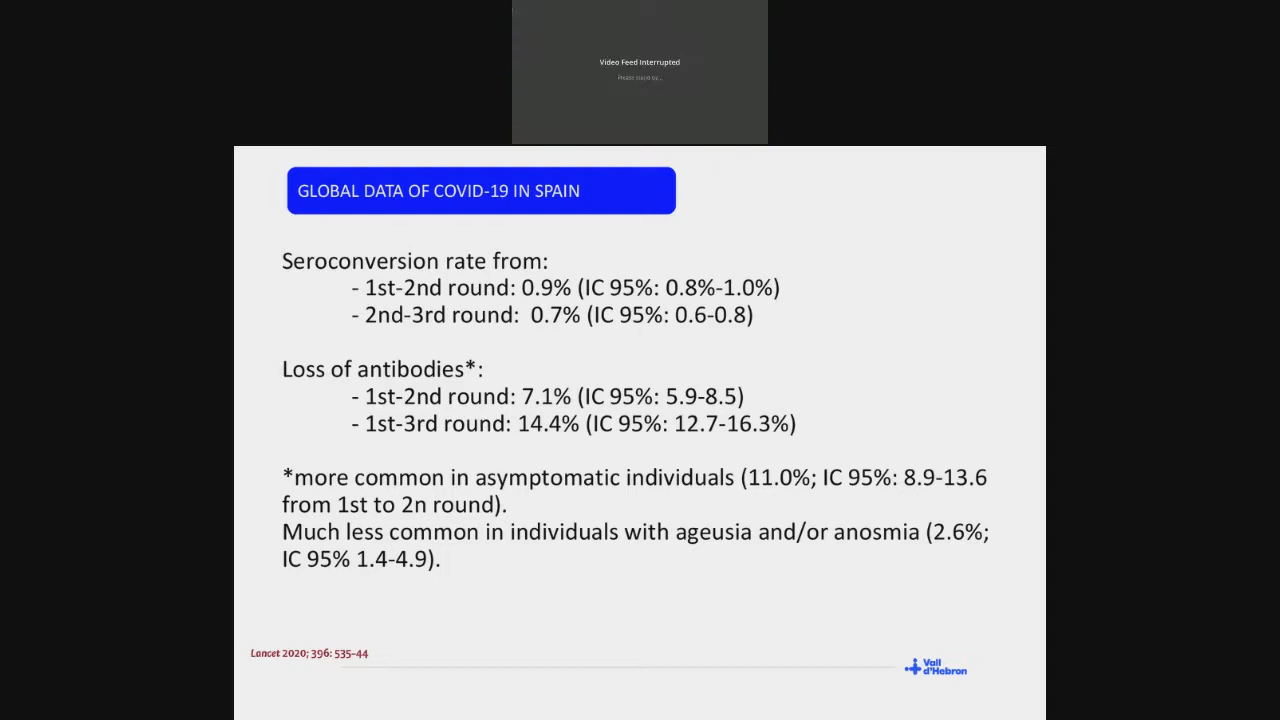 Video Feed Interrupted
Please stand by...
GLOBAL DATA OF COVID-19 IN SPAIN
Seroconversion rate from:
- 1st-2nd round: 0.9% (IC 95%: 0.8%-1.0%)
- 2nd-3rd round:  0.7% (IC 95%: 0.6-0.8)
Loss of antibodies*:
- 1st-2nd round: 7.1% (IC 95%: 5.9-8.5)
- 1st-3rd round: 14.4% (IC 95%: 12.7-16.3%)
*more common in asymptomatic individuals (11.0%; IC 95%: 8.9-13.6
from 1st to 2n round).
Much less common in individuals with ageusia and/or anosmia (2.6%;
IC 95% 1.4-4.9).
Lancet 2020; 396: 535–44
Vall
d'Hebron